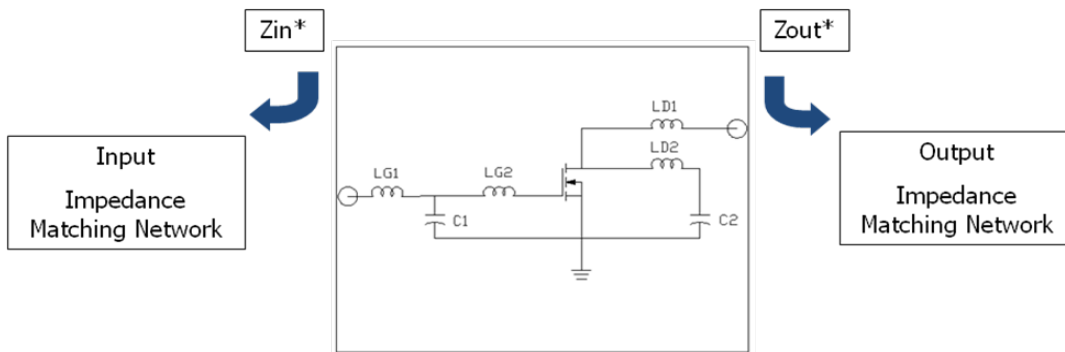 Zin*
Zout*
LD1
Input
Impedance
Matching Network
LG1
LG2
LD2
C1
C2
Output
Impedance
Matching Network